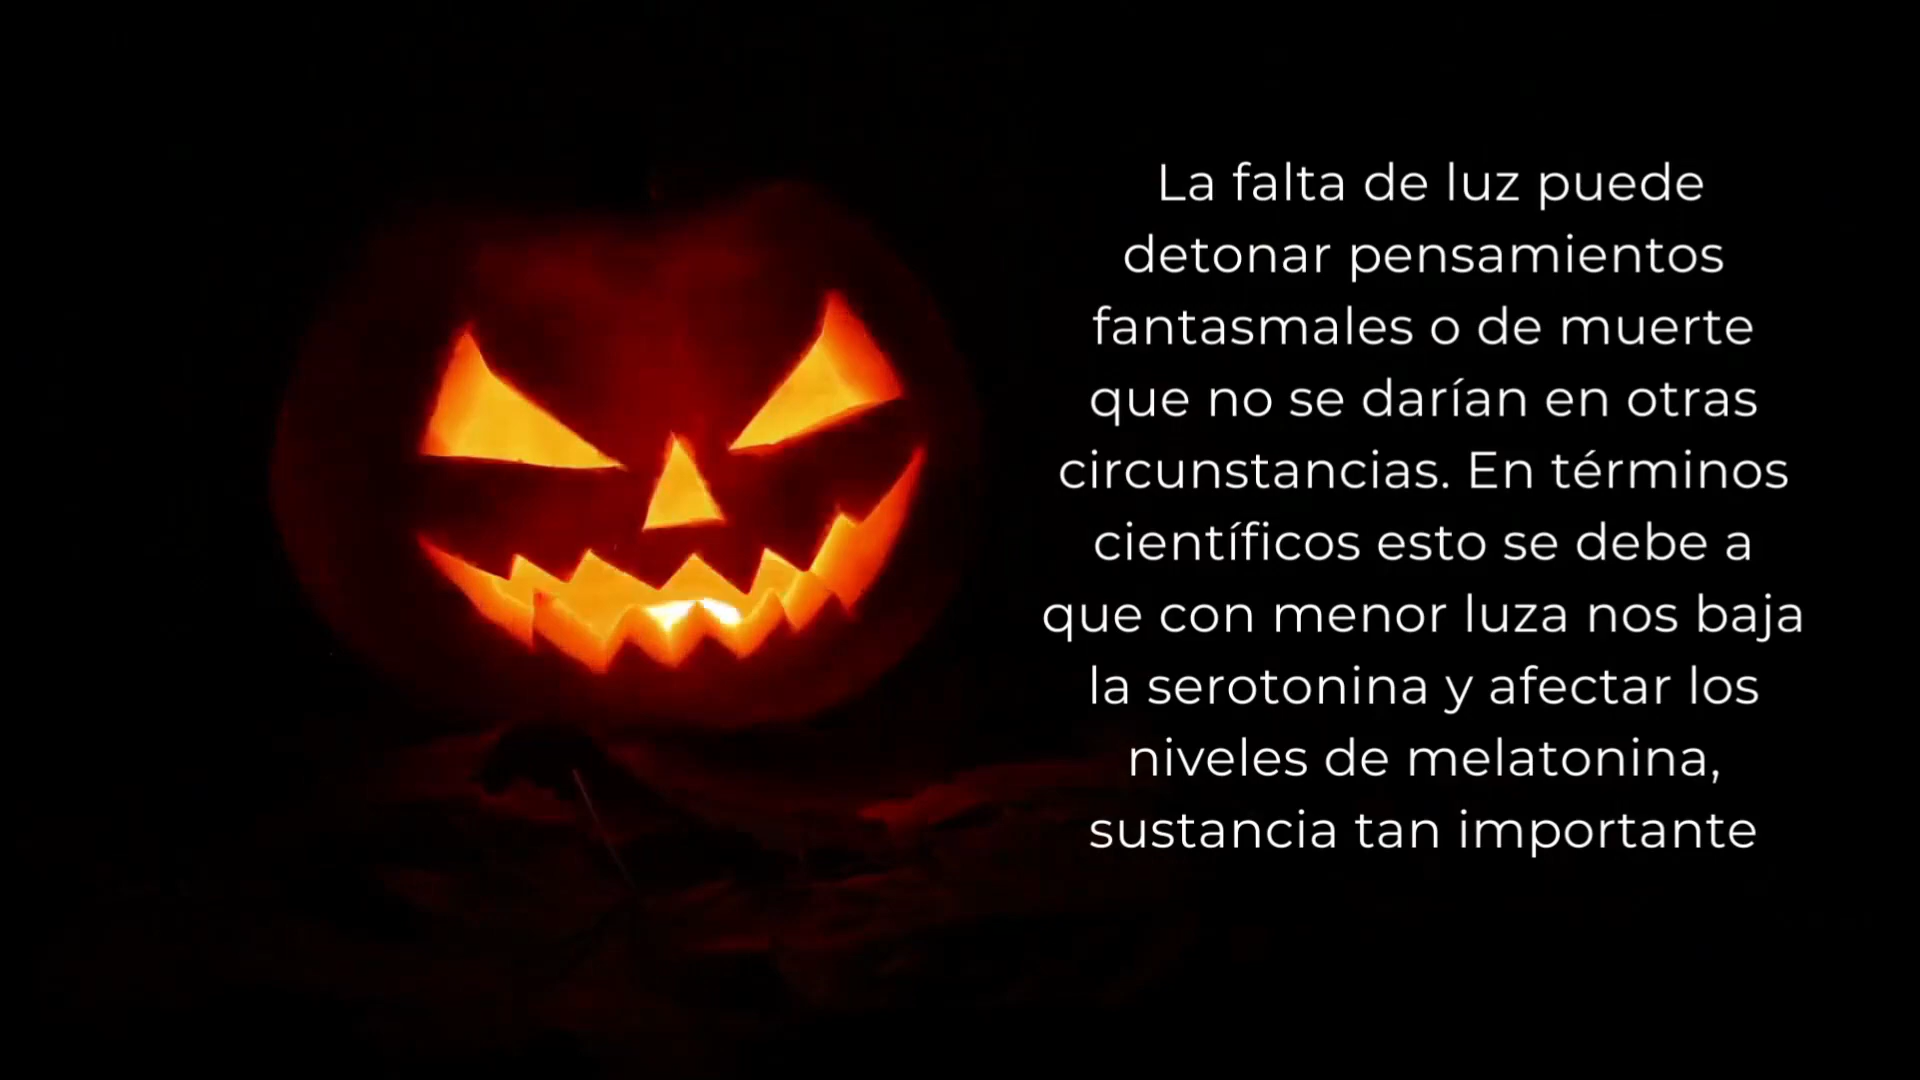 La falta de luz puede
detonar pensamientos
fantasmales o de muerte
que no se darían en otras
circunstancias. En términos
científicos esto se debe a
que con menor luza nos baja
la serotonina y afectar los
niveles de melatonina,
sustancia tan importante